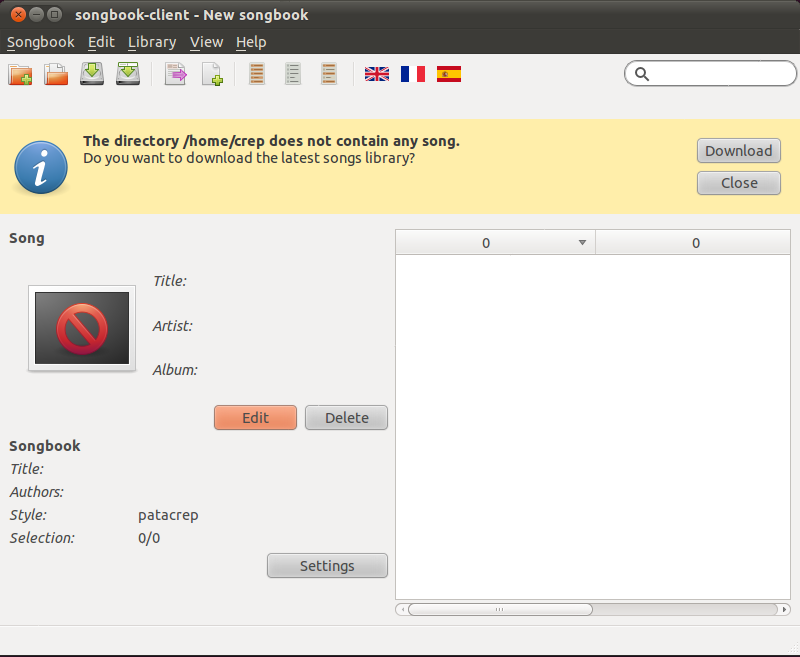 songbook-client - New songbook
Songbook Edit Library View Help
The directory /home/crep does not contain any song.
Do you want to download the latest songs library?
Download
Close
Song
0 0
Title:
Artist:
Album:
Edit Delete
Songbook
Title:
Authors:
Style: patacrep
Selection: 0/0
Settings